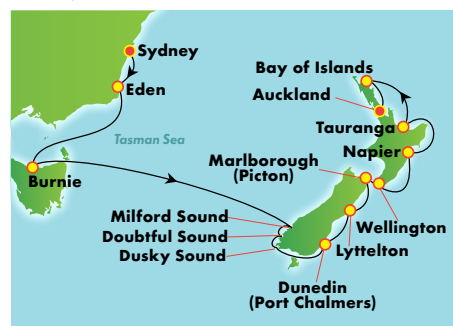 Sydney
Eden
Bay of Islands
Auckland
Tasman Sea
Tauranga
Napier
Marlborough
(Picton)
Burnie
Milford Sound
Doubtful Sound
Dusky Sound
Wellington
Lyttelton
Dunedin
(Port Chalmers)